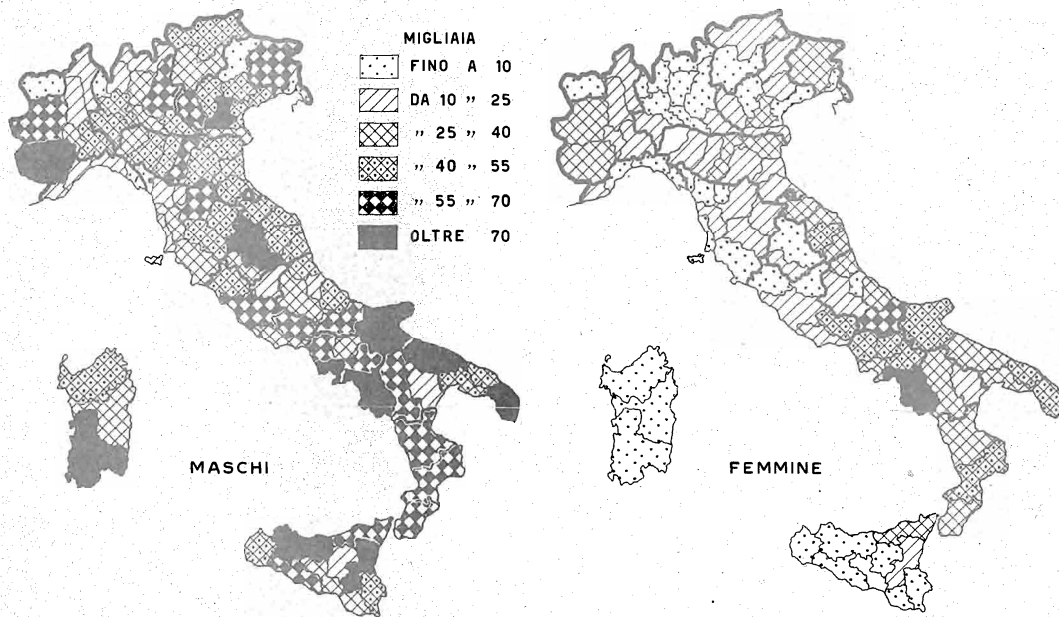 MIGLIAIA
FINO A 10
DA 10 „ 25
„ 25 „ 40
„ 40 „ 55
„ 55 „ 70
OLTRE 70
MASCHI
FEMMINE